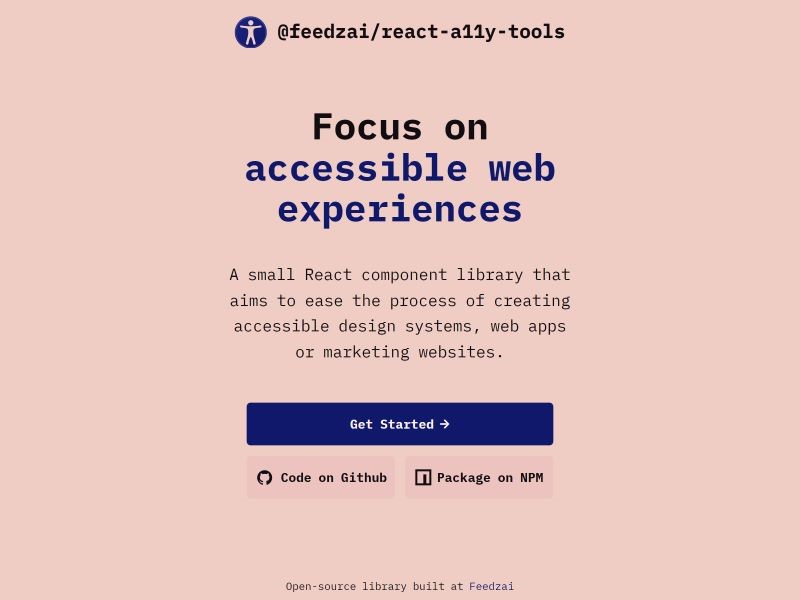 @feedzai/react-a11y-tools
Focus on
accessible web
experiences
A small React component library that
aims to ease the process of creating
accessible design systems, web apps
or marketing websites.
Get Started →
Code on Github
Package on NPM
Open-source library built at Feedzai